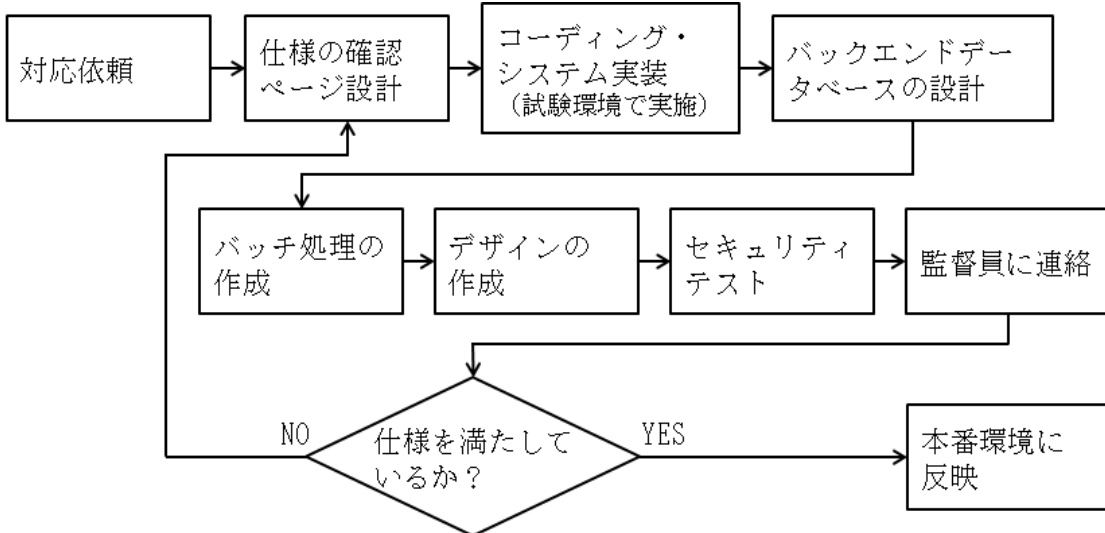 対応依頼
仕様の確認
ページ設計
コーディング・
システム実装
(試験環境で実施)
バックエンドデー
タベースの設計
バッチ処理の
作成
デザインの
作成
セキュリティ
テスト
監督員に連絡
仕様を満たして
いるか？
NO
YES
本番環境に
反映